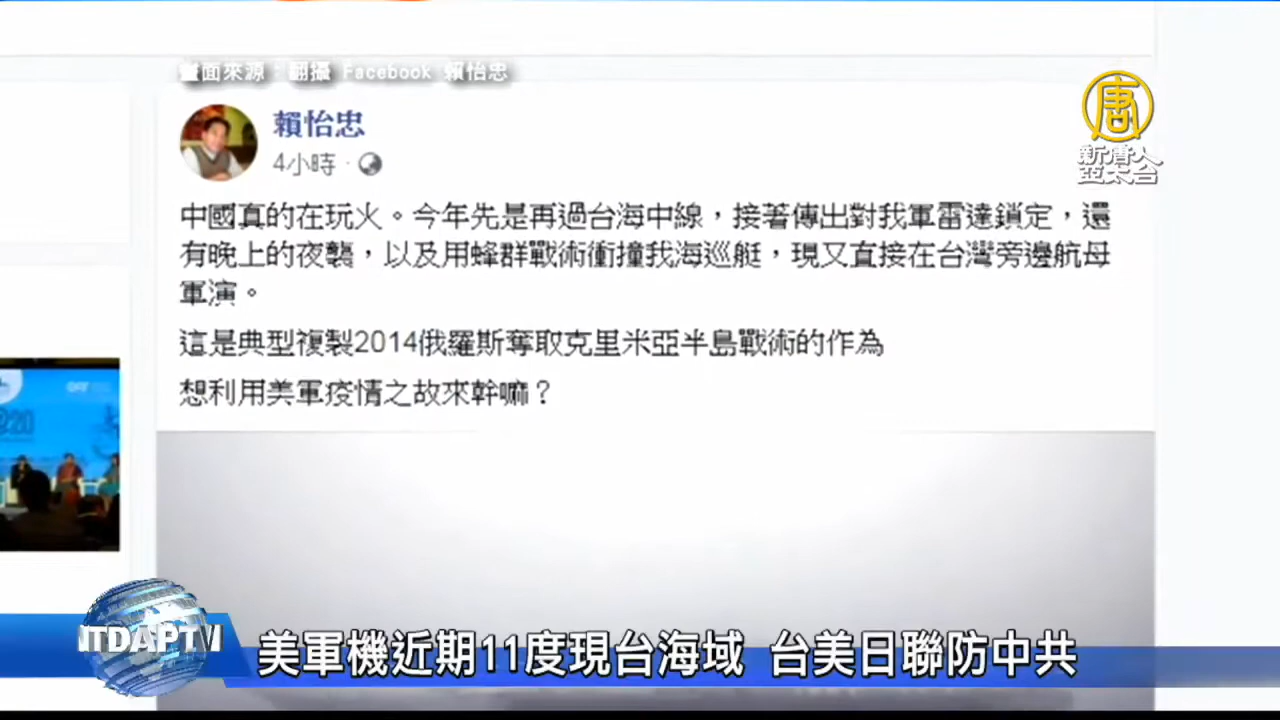 畫面來源：翻攝 Facebook 賴怡忠
賴怡忠
4小時 ·
唐
新唐人
亞太台
中國真的在玩火。今年先是再過台海中線，接著傳出對我軍雷達鎖定，還
有晚上的夜襲，以及用蜂群戰術衝撞我海巡艇，現又直接在台灣旁邊航母
軍演。
這是典型複製2014俄羅斯奪取克里米亞半島戰術的作為
想利用美軍疫情之故來幹嘛？
NTDAPTV
美軍機近期11度現台海域 台美日聯防中共